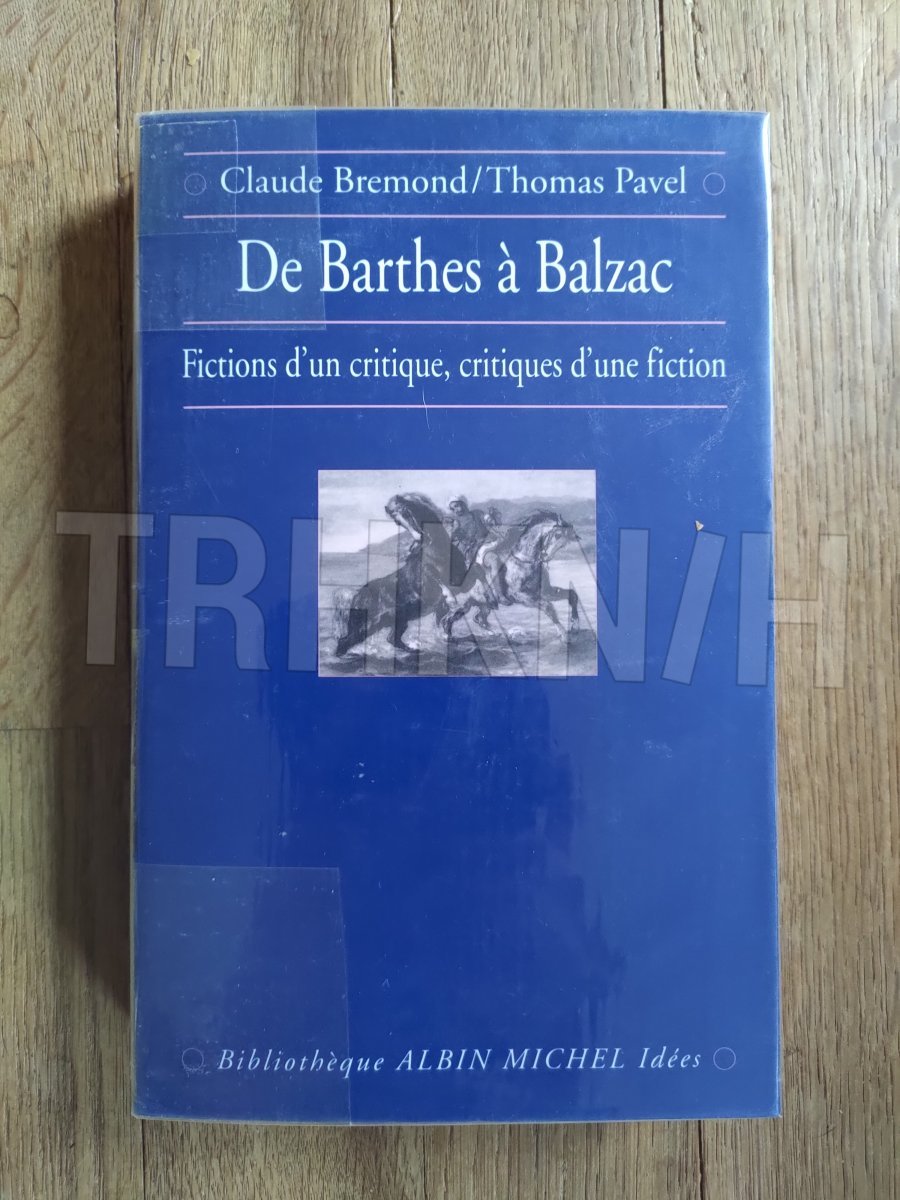 Claude Bremond/Thomas Pavel
De Barthes à Balzac
Fictions d'un critique, critiques d'une fiction
Bibliothèque ALBIN MICHEL Idées